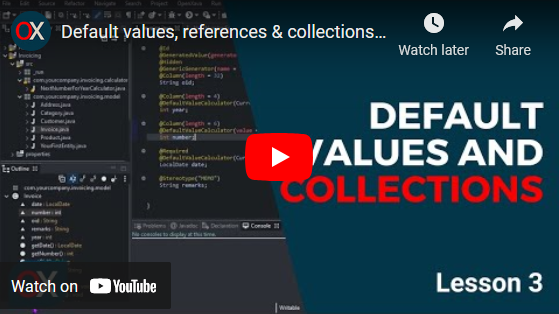 OX
Default values, references & collections...
Watch later
Share
Invoicing
src
_run
com.yourcompany.invoicing.calculator
NextNumberForYearCalculator.java
com.yourcompany.invoicing.model
Address.java
Category.java
Customer.java
Invoice.java
Product.java
YourFirstEntity.java
properties
@Id
@GeneratedValue(generator
@Hidden
@GenericGenerator(name =
@Column(length = 32)
String oid;
@Column(length = 4)
@DefaultValueCalculator(Curr
int year;
@Column(length = 6)
@DefaultValueCalculator(value =
int number;
@Required
@DefaultValueCalculator(Curr
LocalDate date;
@Stereotype("MEMO")
String remarks;
}
DEFAULT
VALUES AND
COLLECTIONS
Lesson 3
Outline
com.yourcompany.invoicing.model
Invoice
date : LocalDate
number : int
oid : String
remarks : String
year : int
getDate() : LocalDate
getNumber() : int
Problems
Javadoc
Declaration
Console
No consoles to display at this time.
Writable
Watch on
YouTube